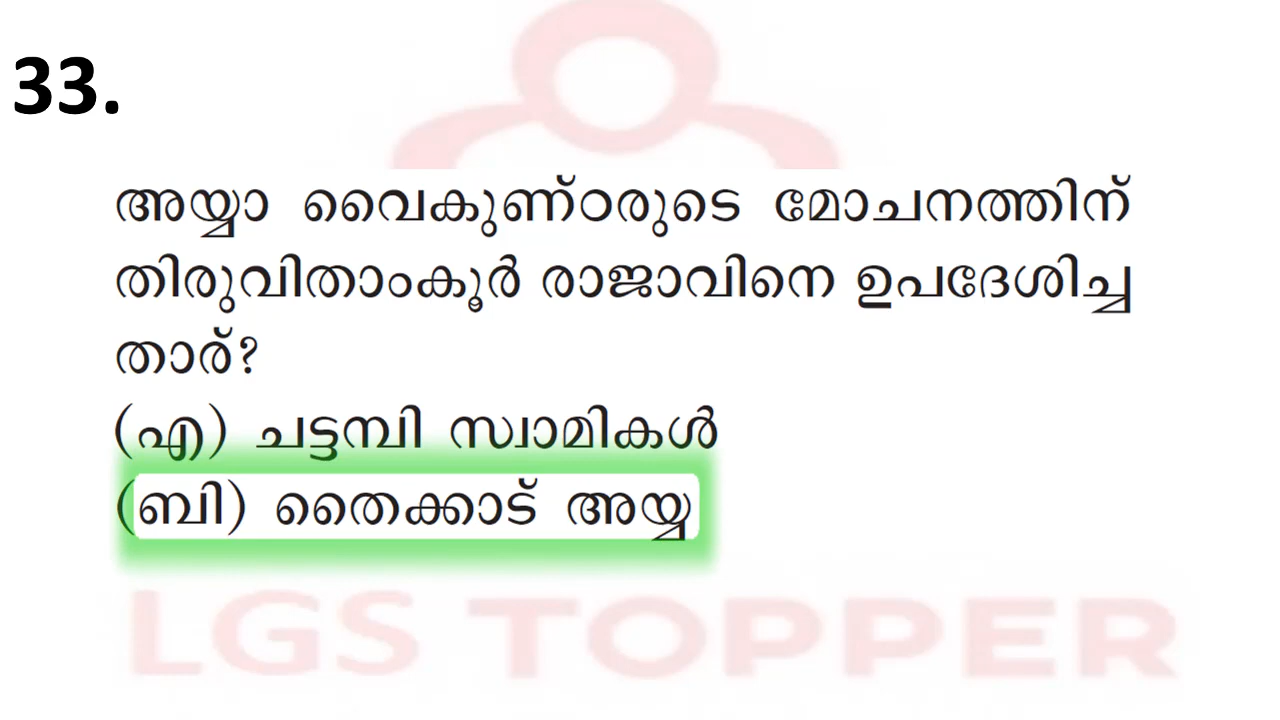 33.
അയ്യാ വൈകുണ്ഠരുടെ മോചനത്തിന്
തിരുവിതാംകൂർ രാജാവിനെ ഉപദേശിച്ച
താര്?
(എ) ചട്ടമ്പി സ്വാമികൾ
(ബി) തൈക്കാട് അയ്യ
LGS TOPPER